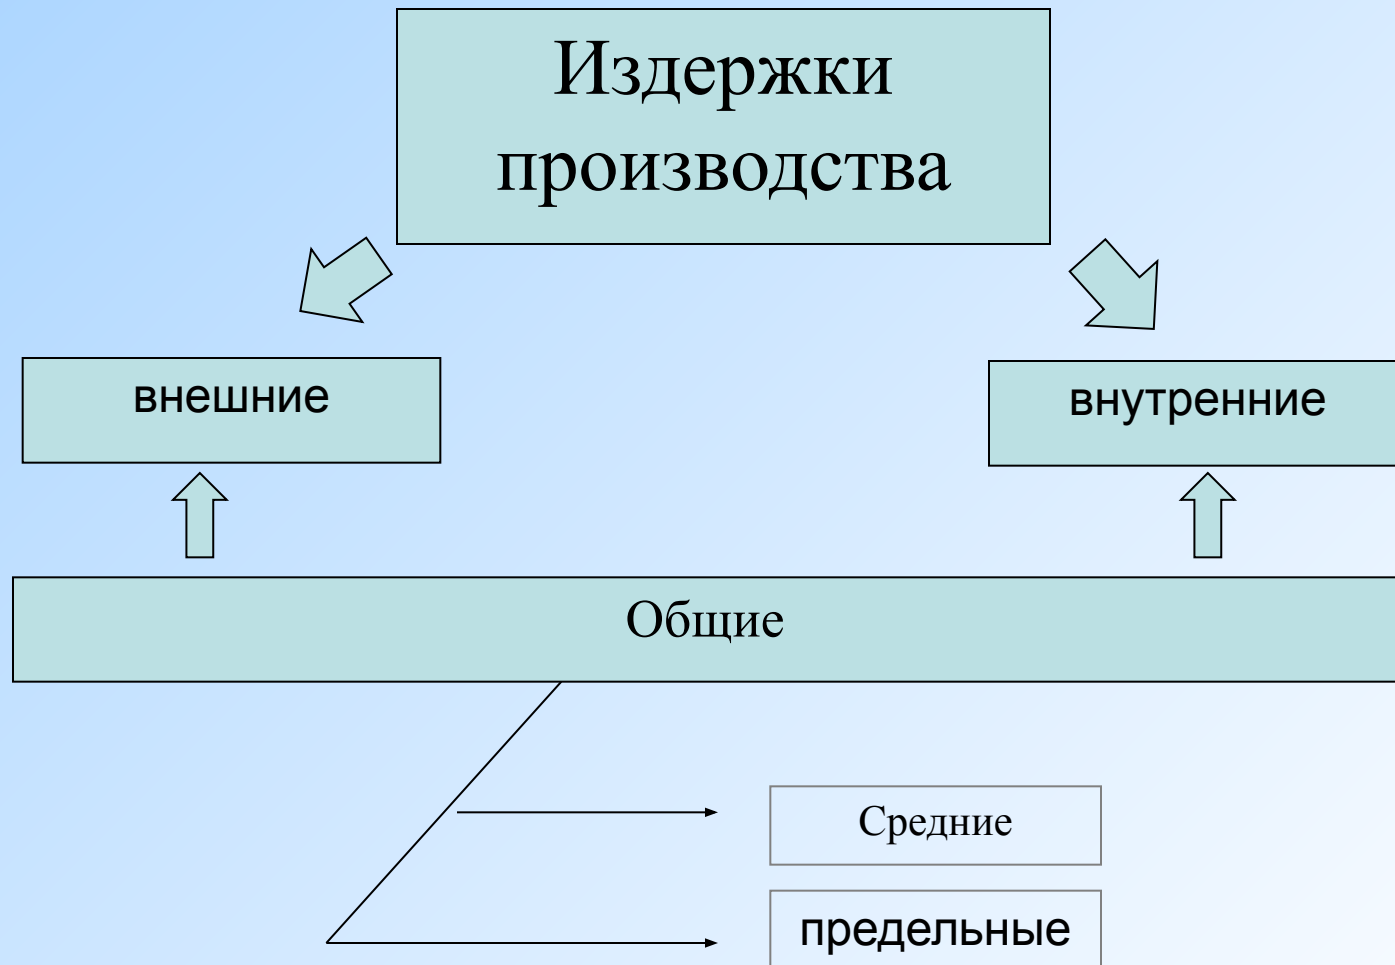 Издержки
производства
внешние
внутренние
Общие
Средние
предельные